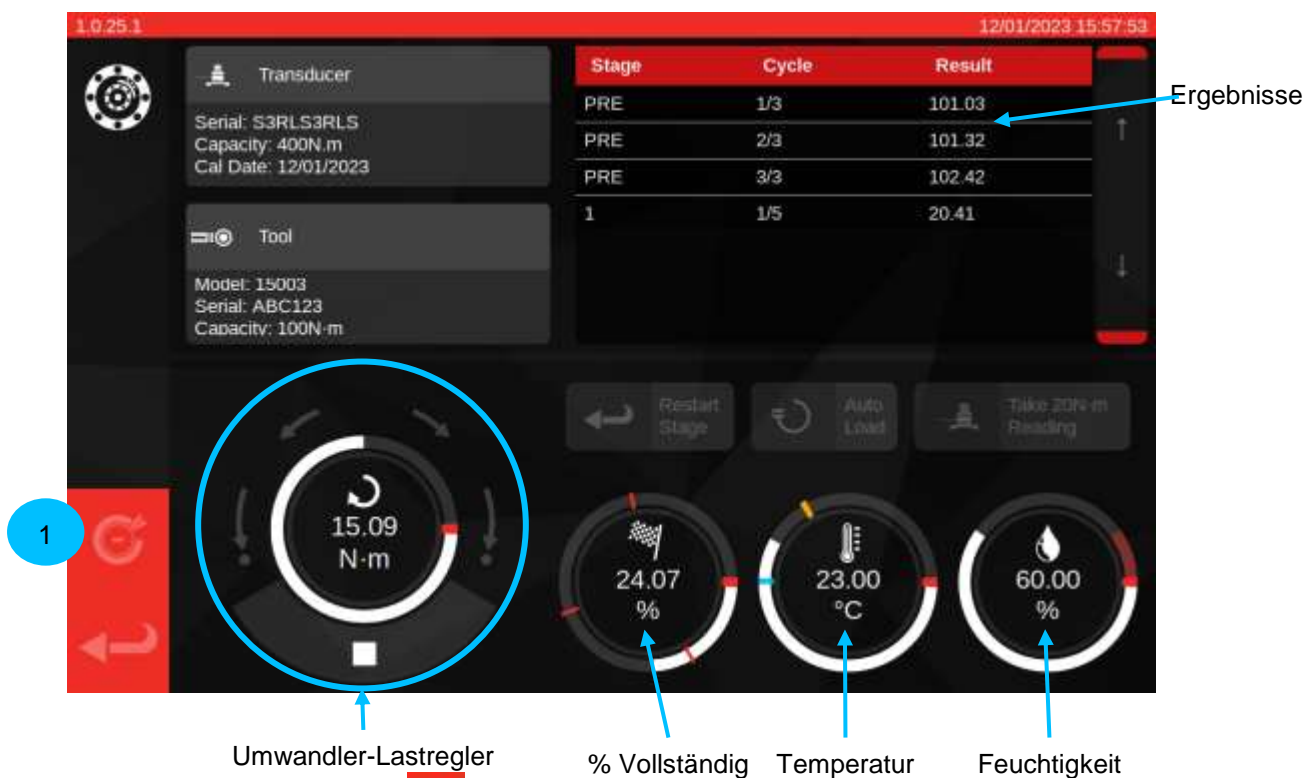 1.0.25.1 12/01/2023 15:57:53
Transducer
Serial: S3RLS3RLS
Capacity: 400N.m
Cal Date: 12/01/2023
Tool
Model: 15003
Serial: ABC123
Capacity: 100N·m
Stage Cycle Result
PRE 1/3 101.03
PRE 2/3 101.32
PRE 3/3 102.42
1 1/5 20.41
Ergebnisse
Restart
Stage
Auto
Load
Take 20N·m
Reading
1
15.09
N·m
24.07
%
23.00
°C
60.00
%
Umwandler-Lastregler
% Vollständig
Temperatur
Feuchtigkeit